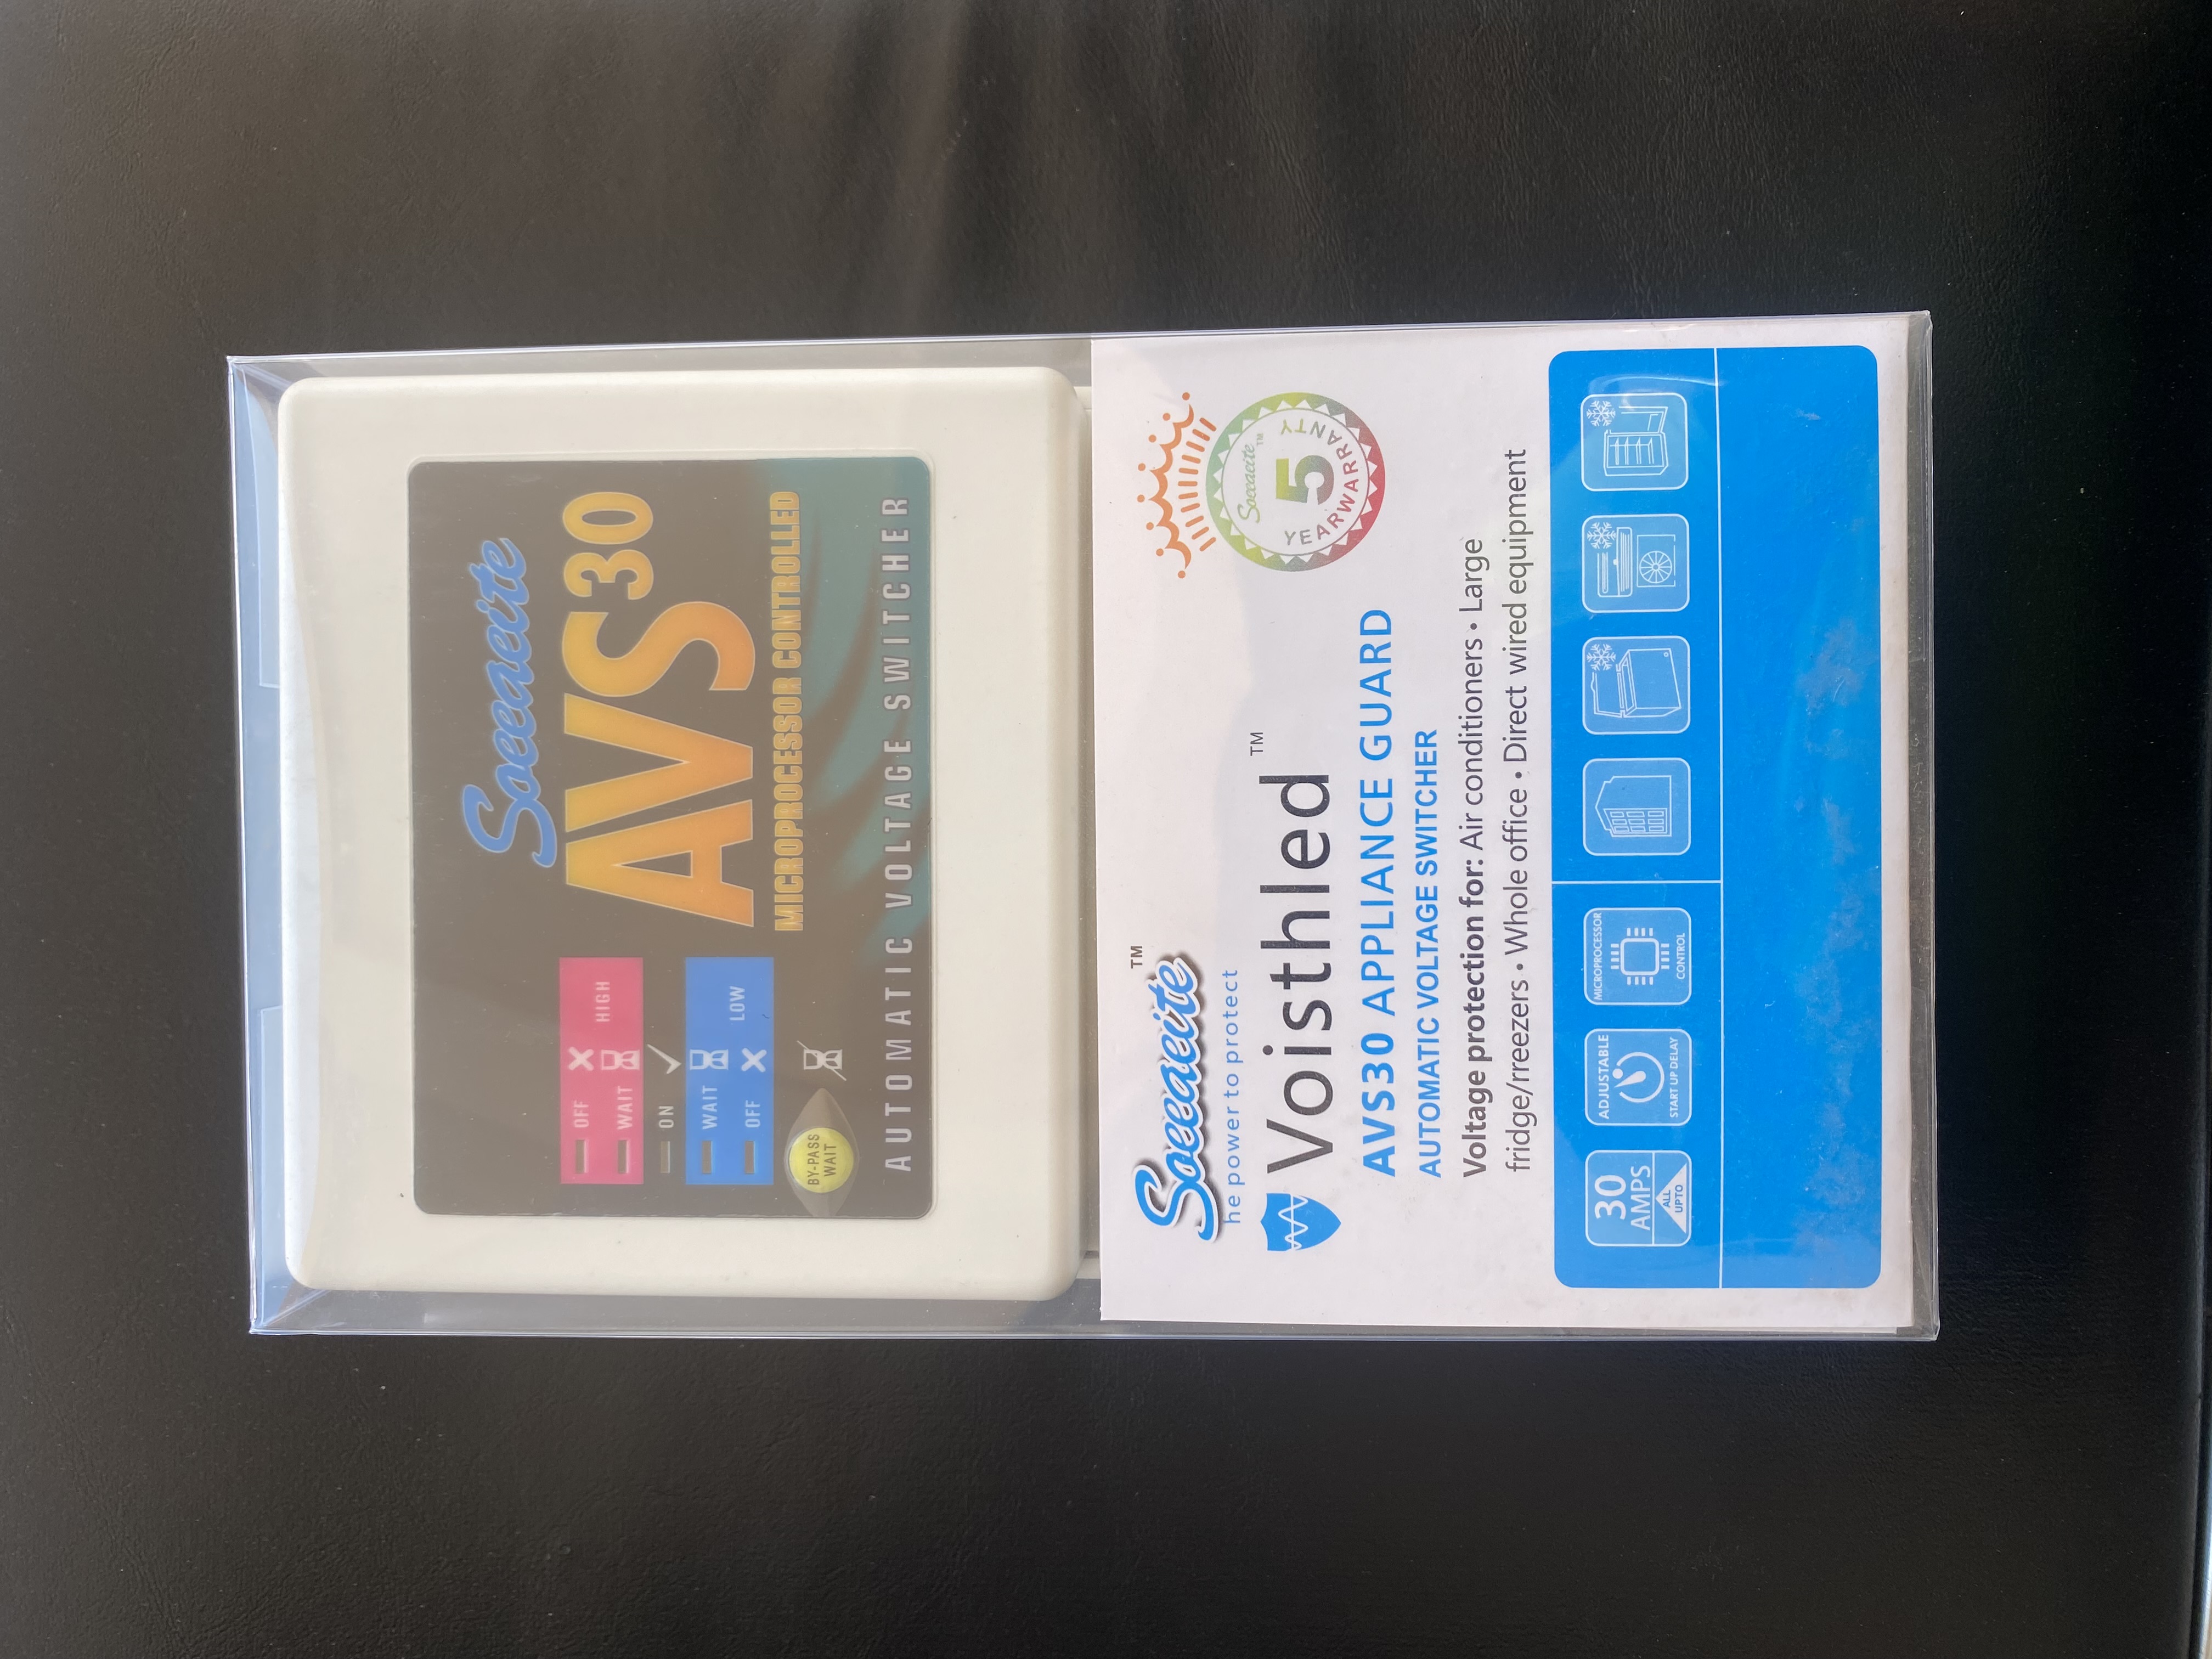 Soeeaeite
AVS30
MICROPROCESSOR CONTROLLED
OFF
WAIT
HIGH
ON
WAIT
OFF
LOW
BY-PASS
WAIT
AUTOMATIC VOLTAGE SWITCHER
Soeeaeite™
he power to protect
Voisthled™
AVS30 APPLIANCE GUARD
AUTOMATIC VOLTAGE SWITCHER
Voltage protection for: Air conditioners • Large
fridge/rreezers • Whole office • Direct wired equipment
Soeeaeite™
5
YEARWARRANTY
30
AMPS
ALL
UPTO
ADJUSTABLE
START UP DELAY
MICROPROCESSOR
CONTROL